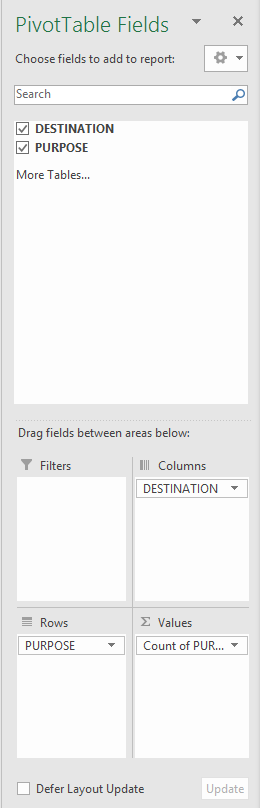 PivotTable Fields
Choose fields to add to report:
Search
DESTINATION
PURPOSE
More Tables...
Drag fields between areas below:
Filters
Columns
DESTINATION
Rows
Values
PURPOSE
Count of PUR...
Defer Layout Update
Update